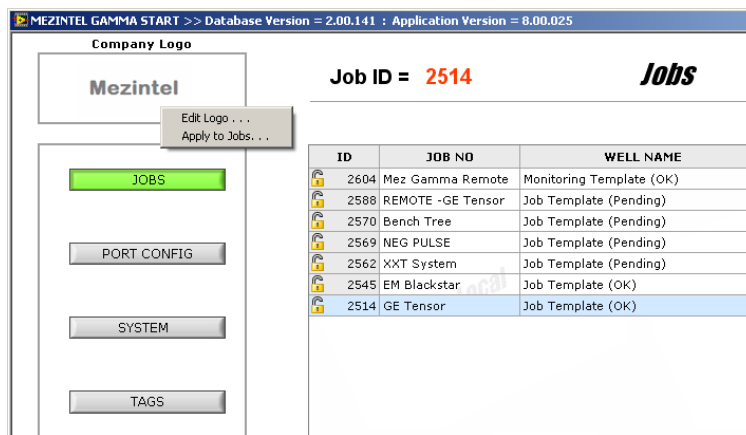 MEZINTEL GAMMA START >> Database Version = 2.00.141 : Application Version = 8.00.025
Company Logo
Mezintel
Edit Logo . . .
Apply to Jobs. . .
JOBS
PORT CONFIG
SYSTEM
TAGS
Job ID = 2514
Jobs
ID JOB NO WELL NAME
2604 Mez Gamma Remote Monitoring Template (OK)
2588 REMOTE -GE Tensor Job Template (Pending)
2570 Bench Tree Job Template (Pending)
2569 NEG PULSE Job Template (Pending)
2562 XXT System Job Template (Pending)
2545 EM Blackstar Job Template (OK)
2514 GE Tensor Job Template (OK)